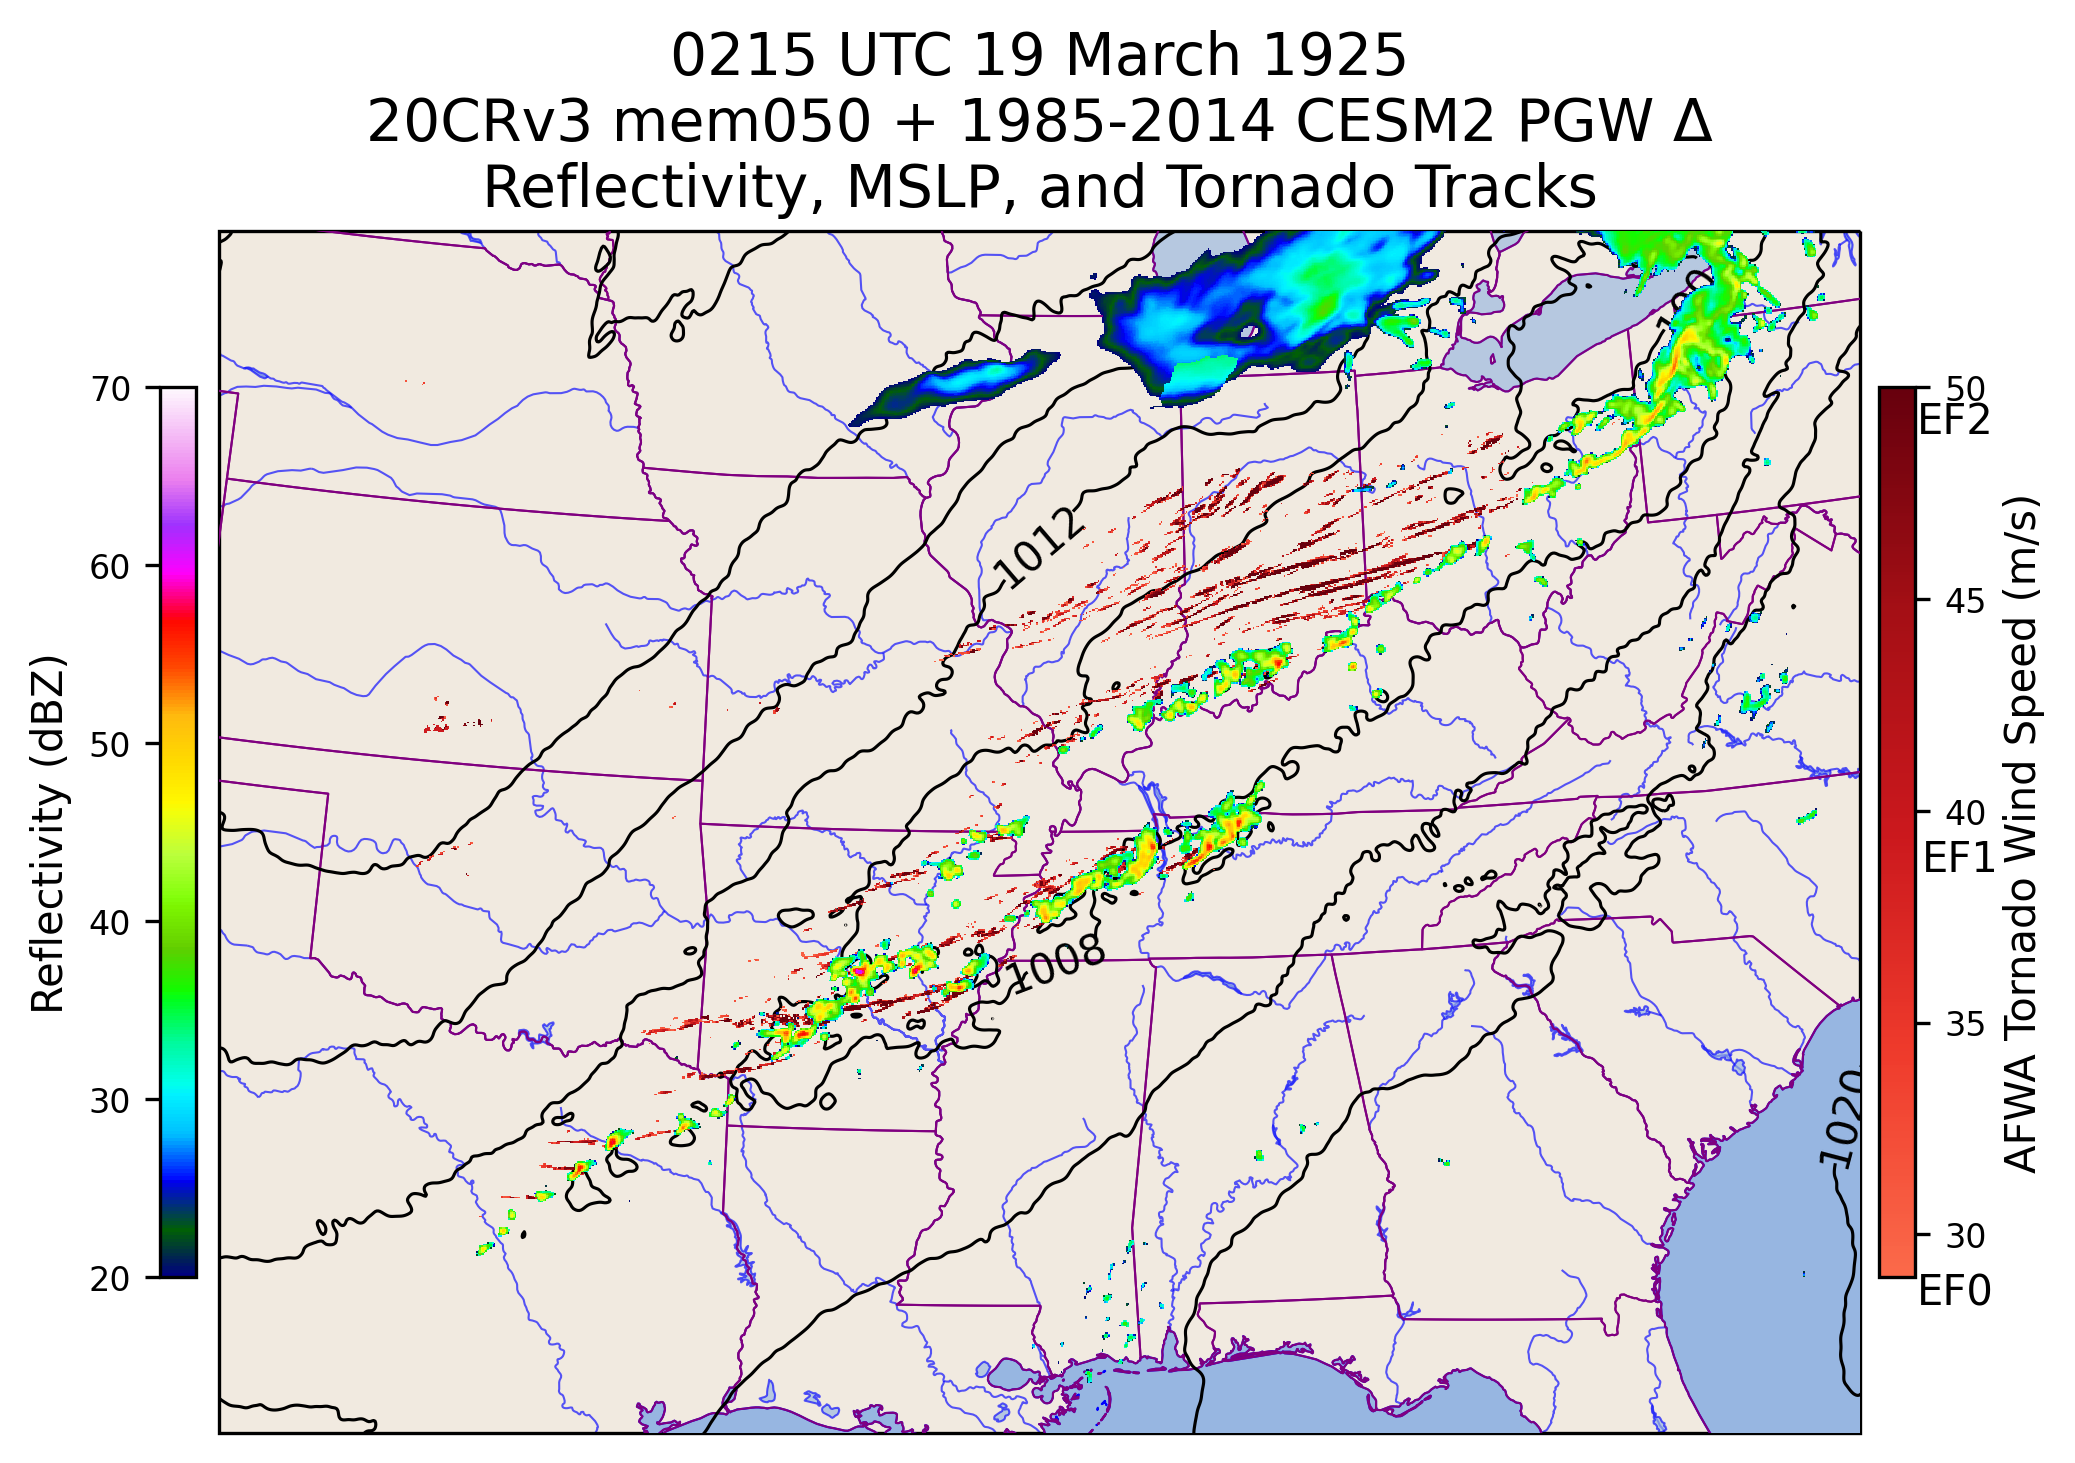 0215 UTC 19 March 1925
20CRv3 mem050 + 1985-2014 CESM2 PGW Δ
Reflectivity, MSLP, and Tornado Tracks
70
60
50
40
30
20
Reflectivity (dBZ)
1012
1008
1020
50
EF2
45
40
EF1
35
30
EF0
AFWA Tornado Wind Speed (m/s)